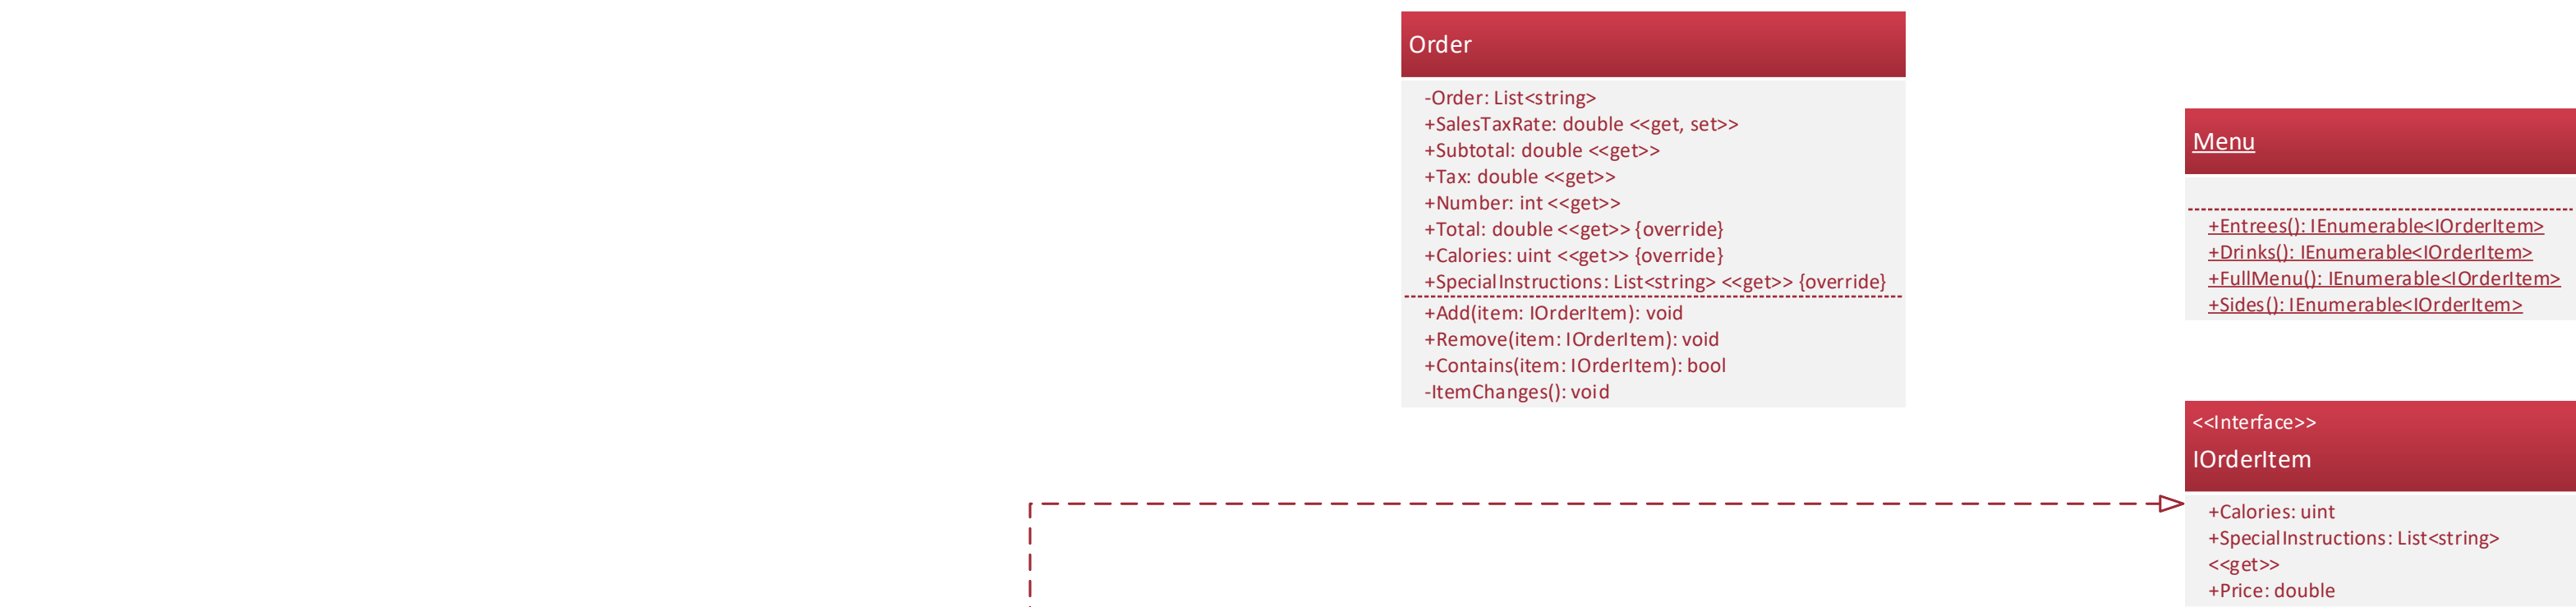 Order
-Order: List<string>
+SalesTaxRate: double <<get, set>>
+Subtotal: double <<get>>
+Tax: double <<get>>
+Number: int <<get>>
+Total: double <<get>> {override}
+Calories: uint <<get>> {override}
+SpecialInstructions: List<string> <<get>> {override}
+Add(item: IOrderItem): void
+Remove(item: IOrderItem): void
+Contains(item: IOrderItem): bool
-ItemChanges(): void
Menu
+Entrees(): IEnumerable<IOrderItem>
+Drinks(): IEnumerable<IOrderItem>
+FullMenu(): IEnumerable<IOrderItem>
+Sides(): IEnumerable<IOrderItem>
<<Interface>>
IOrderItem
+Calories: uint
+SpecialInstructions: List<string>
<<get>>
+Price: double